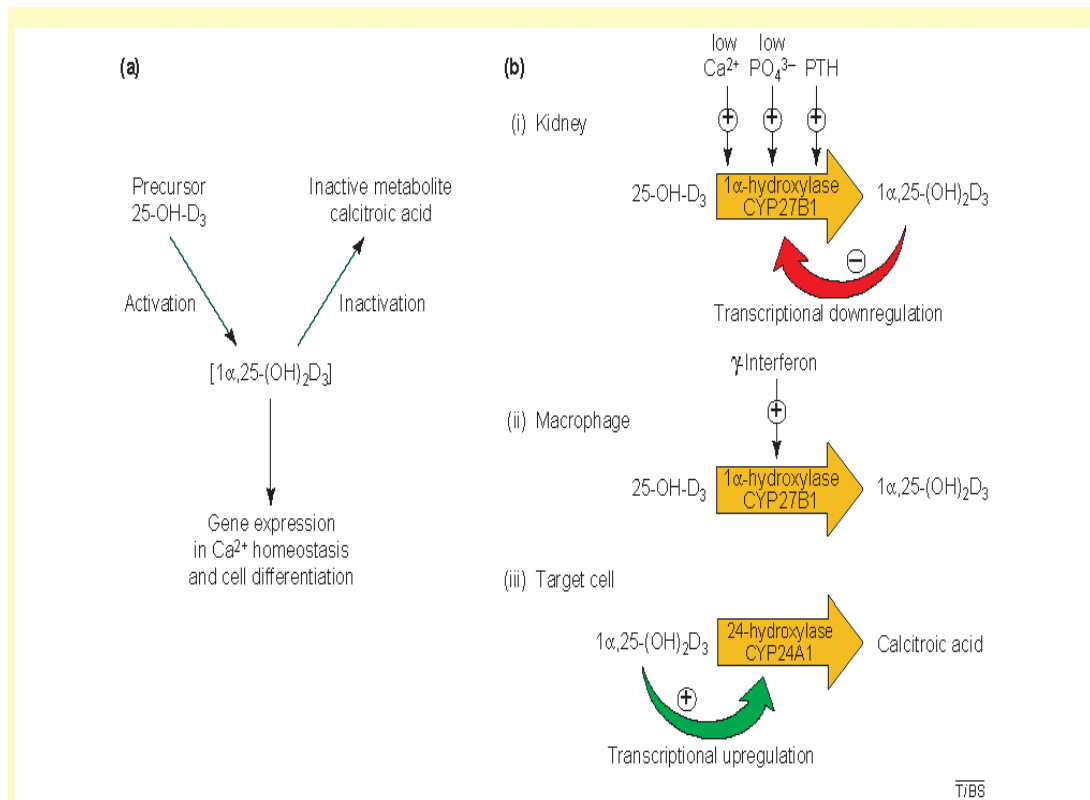 (a)
Precursor
25-OH-D₃
Inactive metabolite
calcitroic acid
Activation
Inactivation
[1α,25-(OH)₂D₃]
Gene expression
in Ca²⁺ homeostasis
and cell differentiation
(b)
low
Ca²⁺
low
PO₄³⁻
PTH
+
+
+
(i) Kidney
25-OH-D₃
1α-hydroxylase
CYP27B1
1α,25-(OH)₂D₃
−
Transcriptional downregulation
γ-Interferon
+
(ii) Macrophage
25-OH-D₃
1α-hydroxylase
CYP27B1
1α,25-(OH)₂D₃
(iii) Target cell
1α,25-(OH)₂D₃
24-hydroxylase
CYP24A1
Calcitroic acid
+
Transcriptional upregulation
TiBS